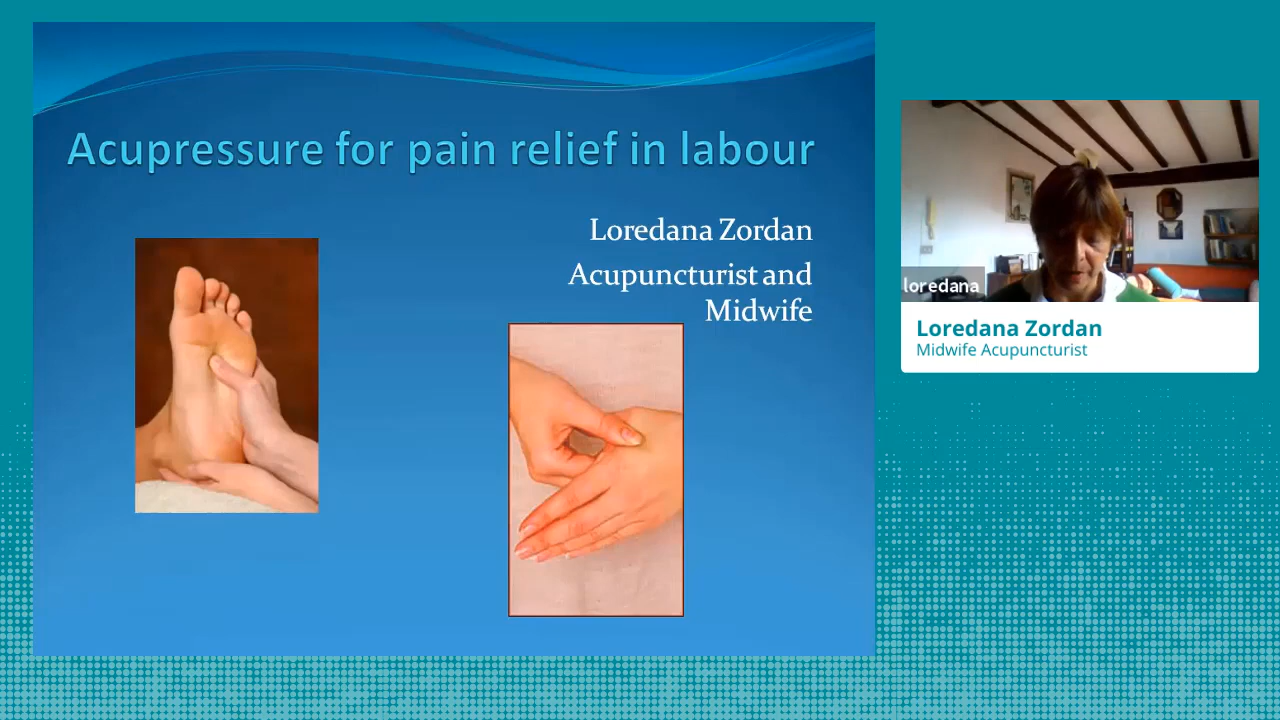 Acupressure for pain relief in labour
Loredana Zordan
Acupuncturist and
Midwife
loredana
Loredana Zordan
Midwife Acupuncturist